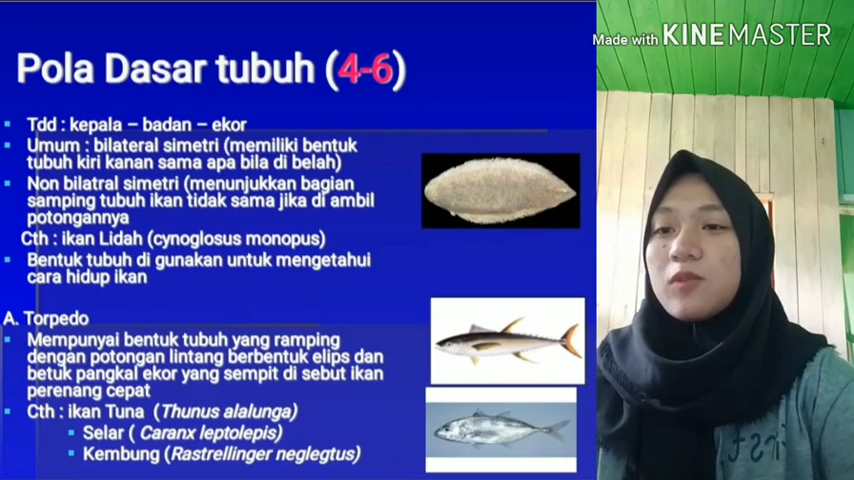 Made with KINEMASTER
Pola Dasar tubuh (4-6)
Tdd : kepala – badan – ekor
Umum : bilateral simetri (memiliki bentuk
tubuh kiri kanan sama apa bila di belah)
Non bilatral simetri (menunjukkan bagian
samping tubuh ikan tidak sama jika di ambil
potongannya
Cth : ikan Lidah (cynoglosus monopus)
Bentuk tubuh di gunakan untuk mengetahui
cara hidup ikan
A. Torpedo
Mempunyai bentuk tubuh yang ramping
dengan potongan lintang berbentuk elips dan
betuk pangkal ekor yang sempit di sebut ikan
perenang cepat
Cth : ikan Tuna (Thunus alalunga)
Selar ( Caranx leptolepis)
Kembung (Rastrellinger neglegtus)